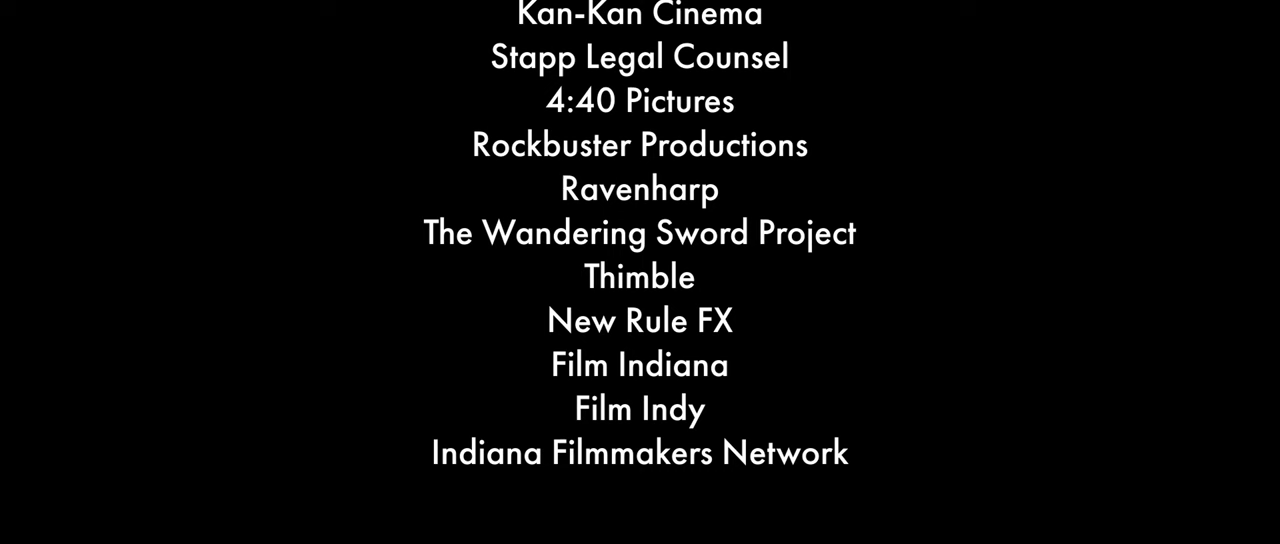 Kan-Kan Cinema
Stapp Legal Counsel
4:40 Pictures
Rockbuster Productions
Ravenharp
The Wandering Sword Project
Thimble
New Rule FX
Film Indiana
Film Indy
Indiana Filmmakers Network